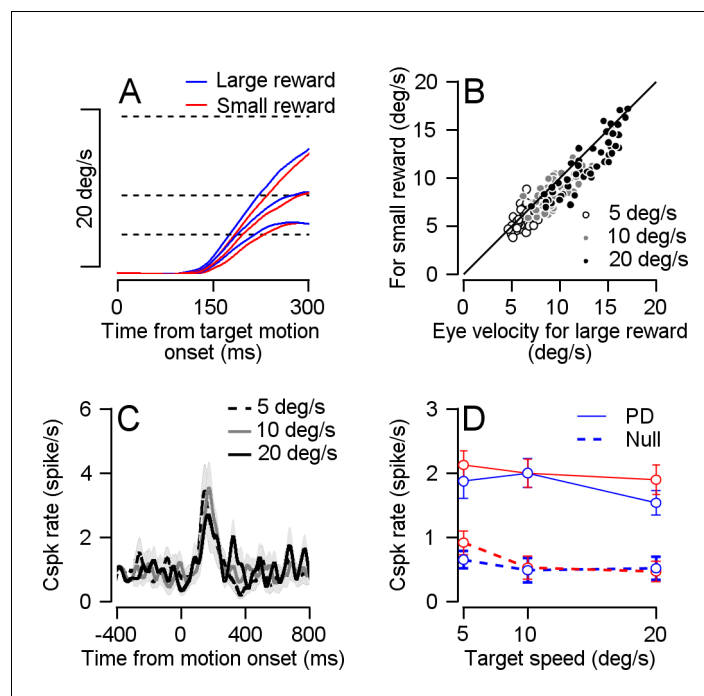 A
Large reward
Small reward
20 deg/s
0
150
300
Time from target motion
onset (ms)
B
For small reward (deg/s)
20
15
10
5
0
5 deg/s
10 deg/s
20 deg/s
0
5
10
15
20
Eye velocity for large reward
(deg/s)
C
Cspk rate (spike/s)
6
4
2
0
5 deg/s
10 deg/s
20 deg/s
-400
0
400
800
Time from motion onset (ms)
D
Cspk rate (spike/s)
3
2
1
0
PD
Null
5
10
20
Target speed (deg/s)